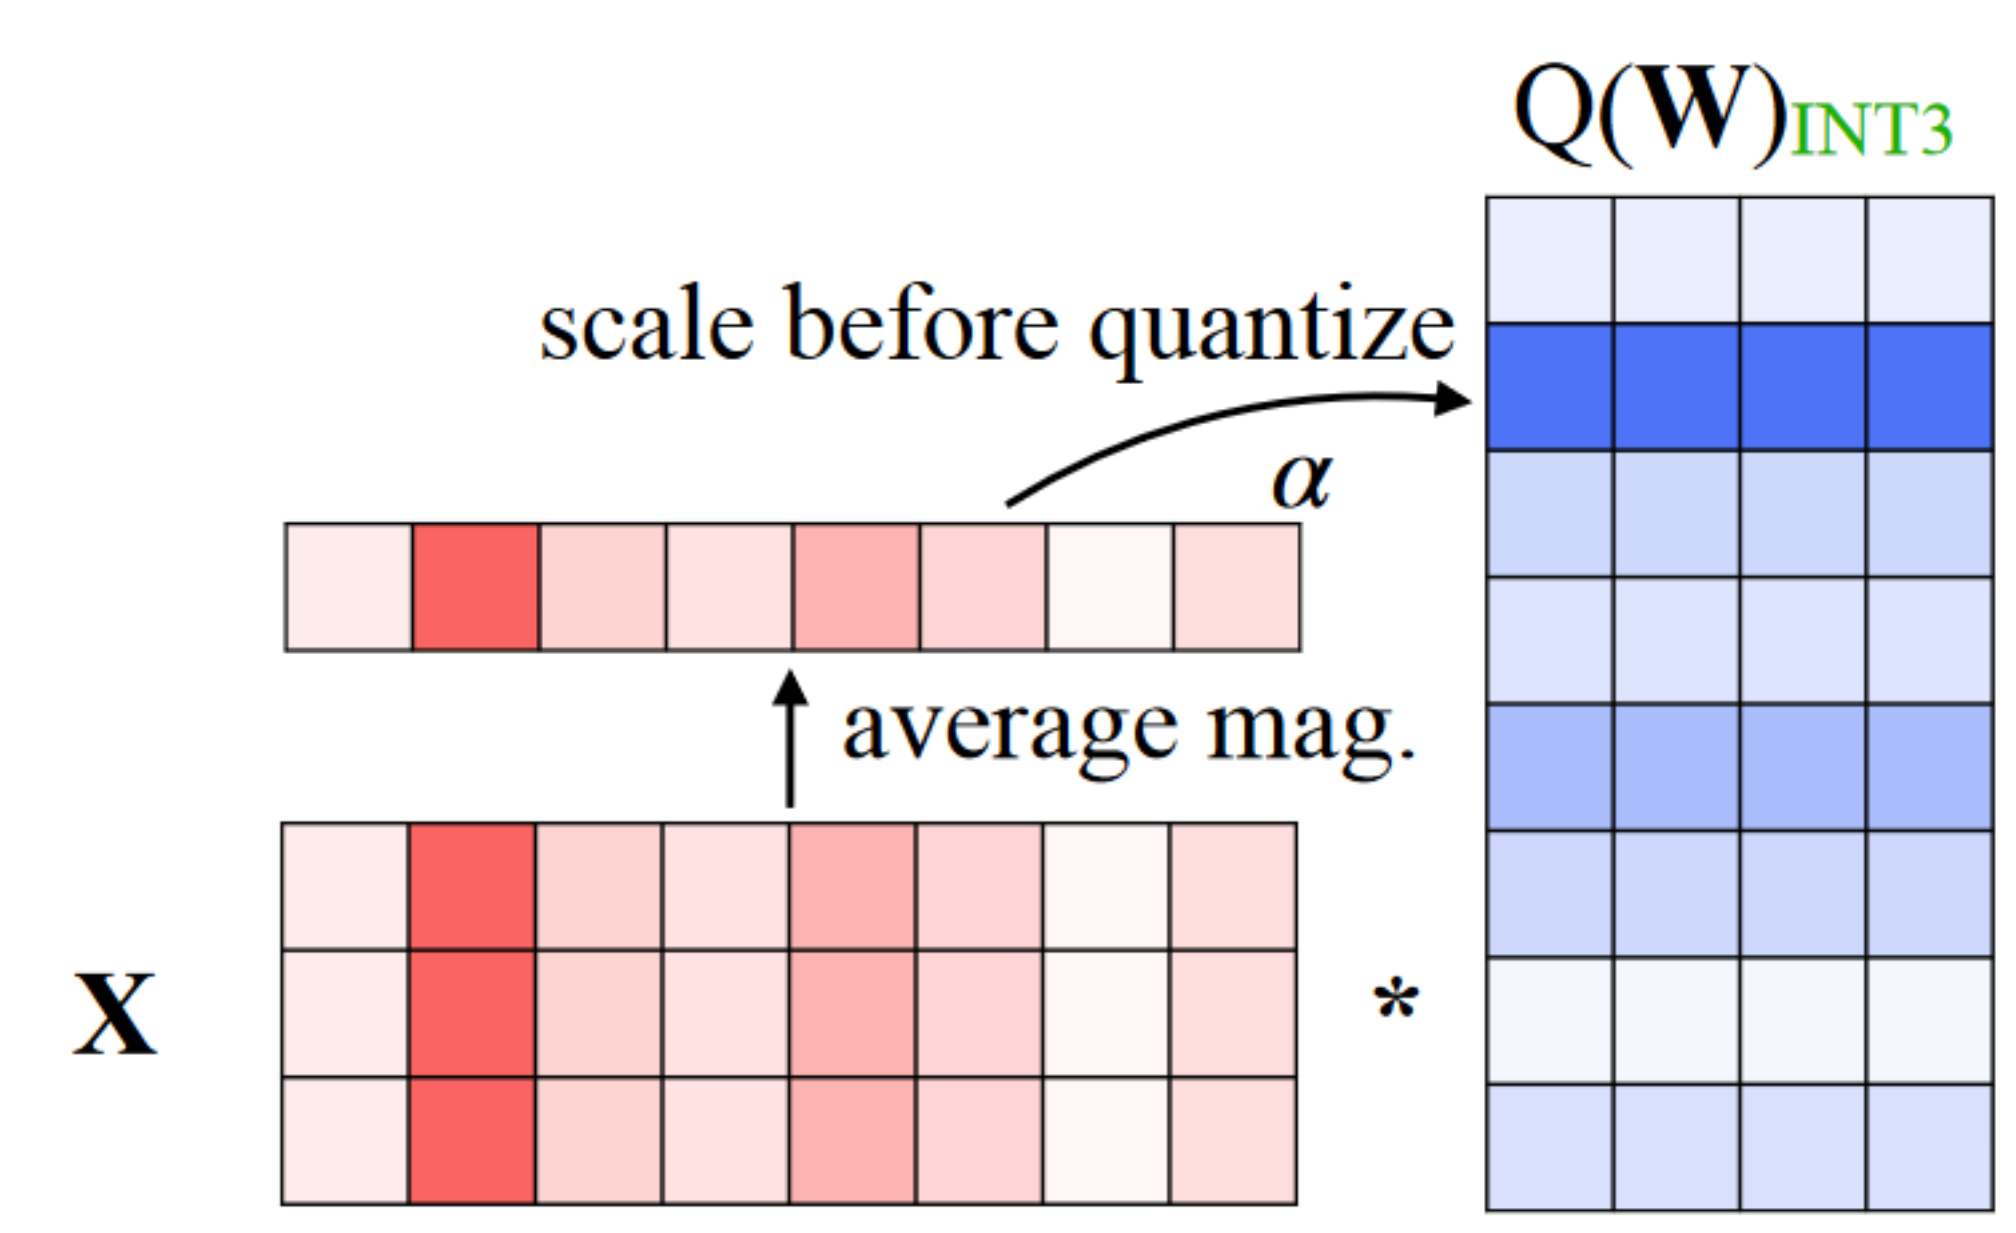 Q(W)INT3
scale before quantize
α
average mag.
X *